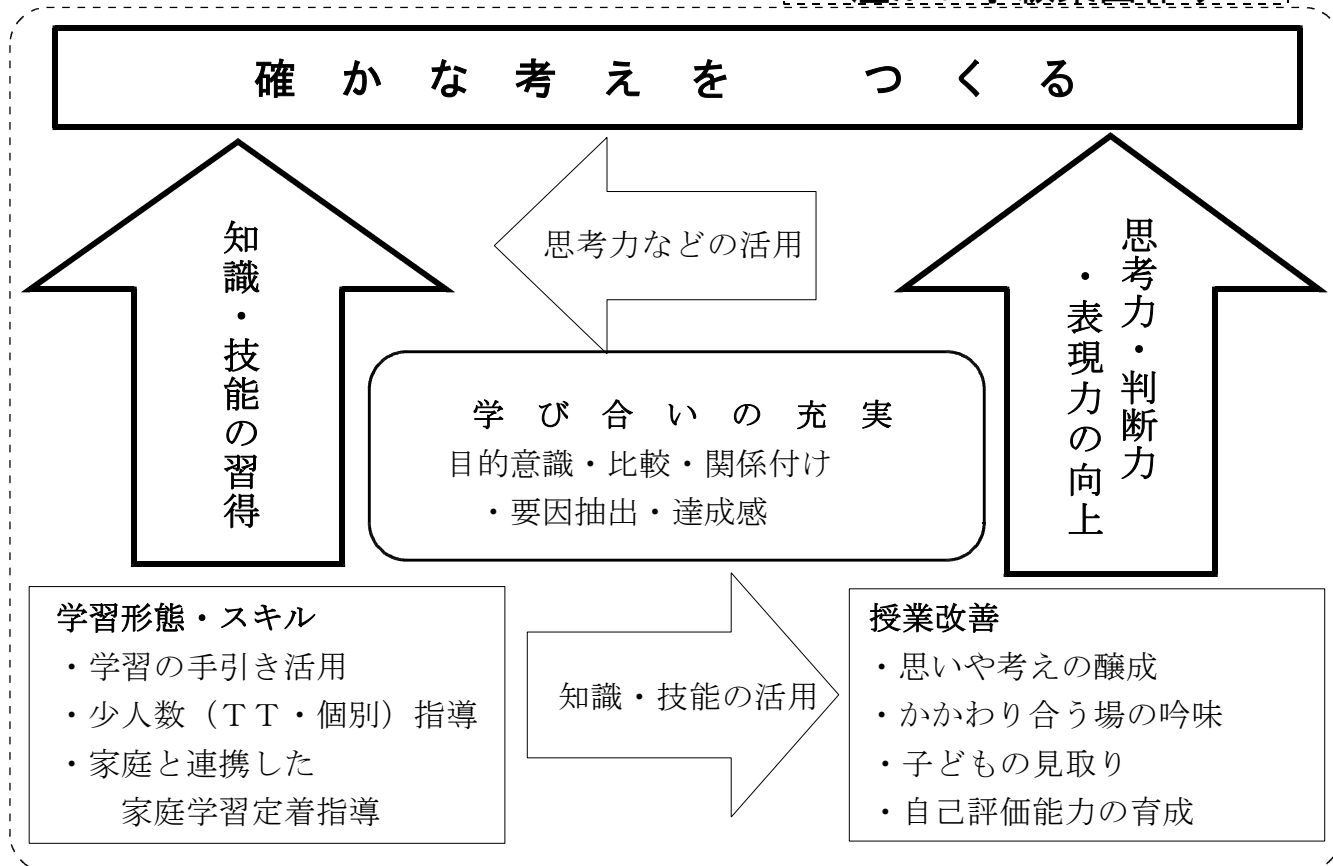 確かな考えを つくる
知識・技能の習得
思考力などの活用
思考力・判断力
・表現力の向上
学び合いの充実
目的意識・比較・関係付け
・要因抽出・達成感
学習形態・スキル
・学習の手引き活用
・少人数（ＴＴ・個別）指導
・家庭と連携した
家庭学習定着指導
知識・技能の活用
授業改善
・思いや考えの醸成
・かかわり合う場の吟味
・子どもの見取り
・自己評価能力の育成